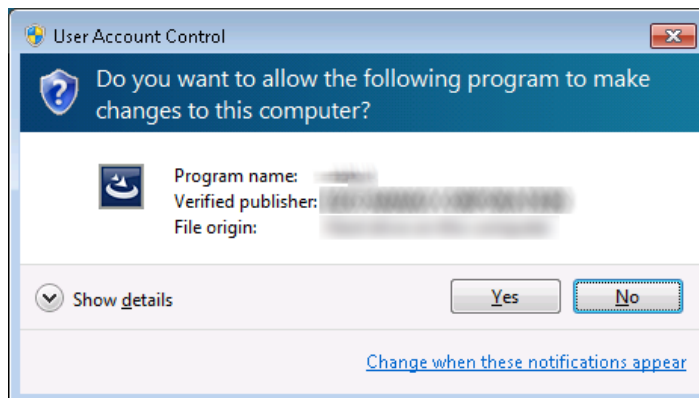 User Account Control
Do you want to allow the following program to make
changes to this computer?
Program name:
Verified publisher:
File origin:
Show details
Yes
No
Change when these notifications appear